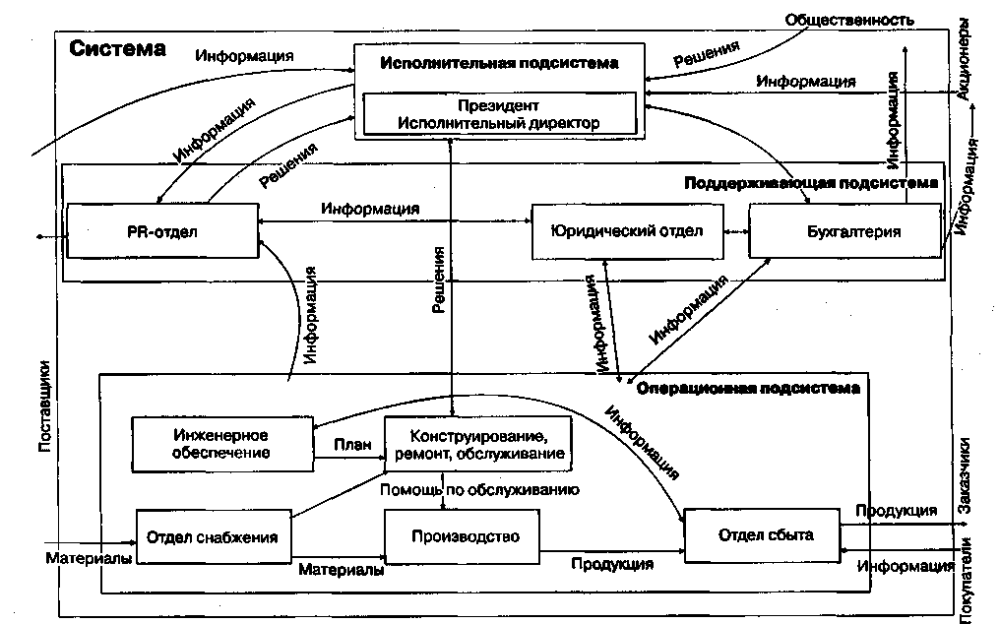 Общественность
Система
Информация
Исполнительная подсистема
Решения
Президент
Исполнительный директор
Информация
Акционеры
Информация
Информация
Решения
Информация
Поддерживающая подсистема
PR-отдел
Информация
Юридический отдел
Бухгалтерия
Решения
Информация
Информация
Информация
Поставщики
Операционная подсистема
Инженерное
обеспечение
План
Конструирование,
ремонт, обслуживание
Информация
Помощь по обслуживанию
Отдел снабжения
Производство
Отдел сбыта
Материалы
Материалы
Продукция
Продукция
Информация
Заказчики
Покупатели